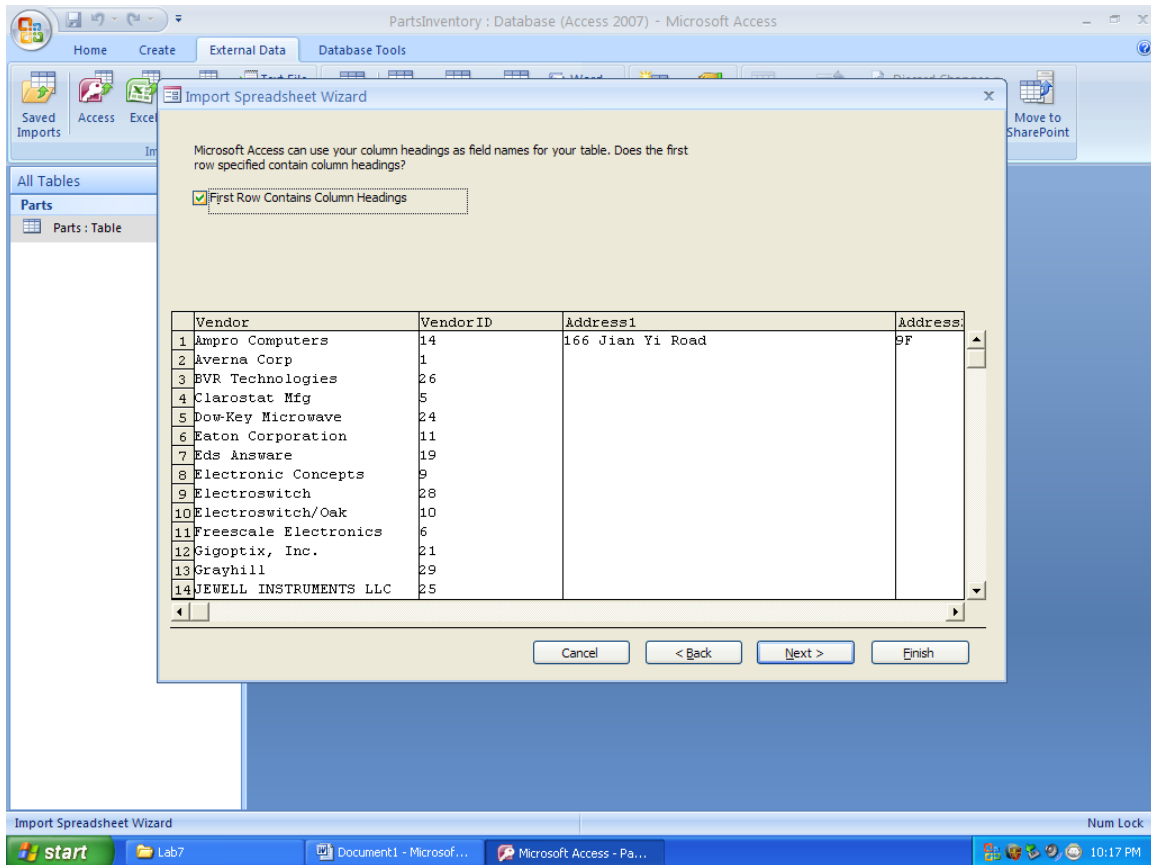 PartsInventory : Database (Access 2007) - Microsoft Access
Home Create External Data Database Tools
Saved Imports
Access
Excel
Move to SharePoint
Import Spreadsheet Wizard
Microsoft Access can use your column headings as field names for your table. Does the first
row specified contain column headings?
First Row Contains Column Headings
All Tables
Parts
Parts : Table
Vendor VendorID Address1 Address
1 Ampro Computers 14 166 Jian Yi Road 9F
2 Averna Corp 1
3 BVR Technologies 26
4 Clarostat Mfg 5
5 Dow-Key Microwave 24
6 Eaton Corporation 11
7 Eds Answare 19
8 Electronic Concepts 9
9 Electroswitch 28
10 Electroswitch/Oak 10
11 Freescale Electronics 6
12 Gigoptix, Inc. 21
13 Grayhill 29
14 JEWELL INSTRUMENTS LLC 25
Cancel < Back Next > Finish
Import Spreadsheet Wizard Num Lock
start Lab7 Document1 - Microsof... Microsoft Access - Pa... 10:17 PM